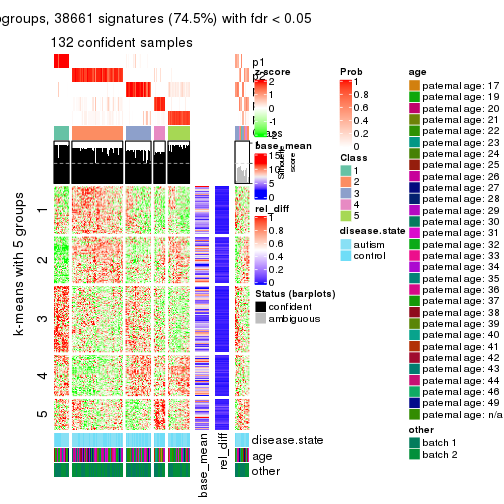 ogroups, 38661 signatures (74.5%) with fdr < 0.05
132 confident samples
p1
p2
Class
Silhouette
score
k-means with 5 groups
1
2
3
4
5
base_mean
rel_diff
disease.state
age
other
z-score
2
1
0
-1
-2
base_mean
15
10
5
0
rel_diff
1
0.8
0.6
0.4
0.2
0
Status (barplots)
confident
ambiguous
Prob
1
0.8
0.6
0.4
0.2
0
Class
1
2
3
4
5
disease.state
autism
control
age
paternal age: 17
paternal age: 19
paternal age: 20
paternal age: 21
paternal age: 22
paternal age: 23
paternal age: 24
paternal age: 25
paternal age: 26
paternal age: 27
paternal age: 28
paternal age: 29
paternal age: 30
paternal age: 31
paternal age: 32
paternal age: 33
paternal age: 34
paternal age: 35
paternal age: 36
paternal age: 37
paternal age: 38
paternal age: 39
paternal age: 40
paternal age: 41
paternal age: 42
paternal age: 43
paternal age: 44
paternal age: 46
paternal age: 49
paternal age: n/a
other
batch 1
batch 2